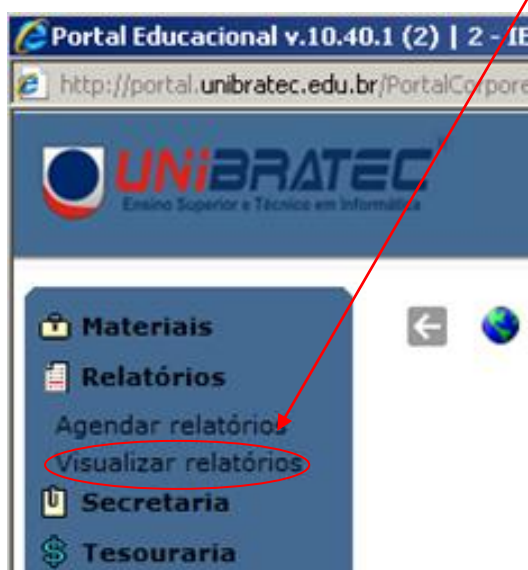 Portal Educacional v.10.40.1 (2) | 2 - IE
http://portal.unibratec.edu.br/PortalCorpore
UNiBRATEC
Ensino Superior e Técnico em Informática
Materiais
Relatórios
Agendar relatórios
Visualizar relatórios
Secretaria
Tesouraria